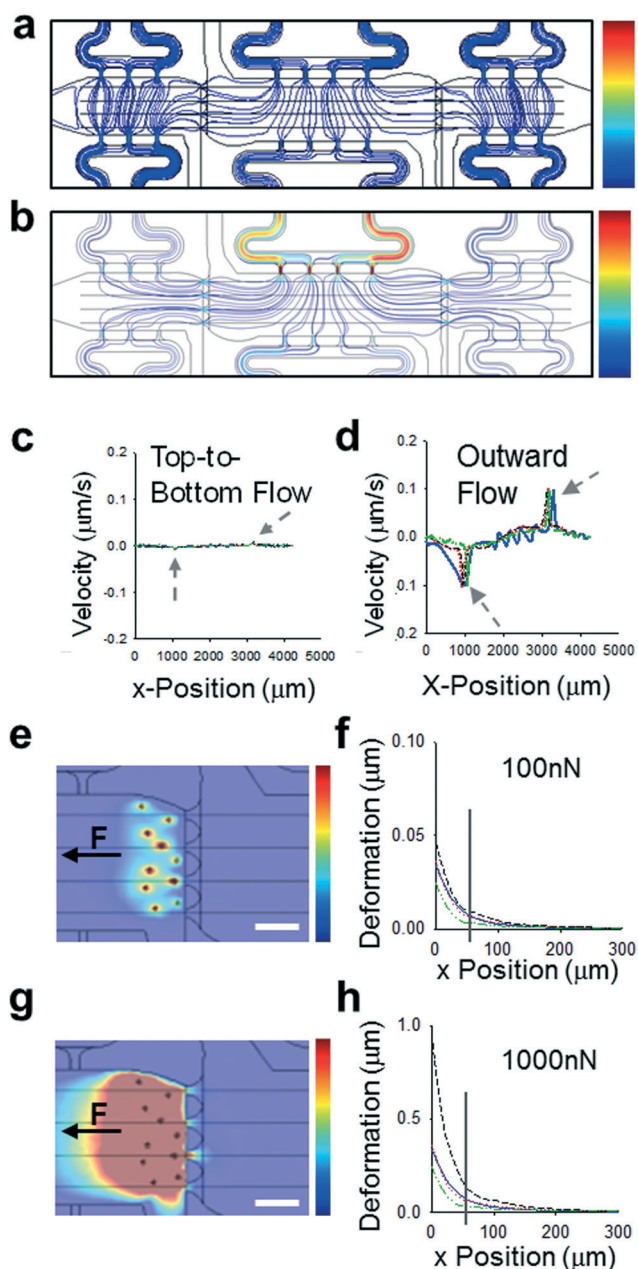 a
b
c
Top-to-
Bottom Flow
Velocity (μm/s)
0.2
0.1
0.0
-0.1
-0.2
0 1000 2000 3000 4000 5000
x-Position (μm)
d
Outward
Flow
Velocity (μm/s)
0.2
0.1
0.0
-0.1
0.2
0 1000 2000 3000 4000 5000
X-Position (μm)
e
F
f
100nN
Deformation (μm)
0.10
0.05
0.00
0 100 200 300
x Position (μm)
g
F
h
1000nN
Deformation (μm)
1.0
0.5
0.0
0 100 200 300
x Position (μm)